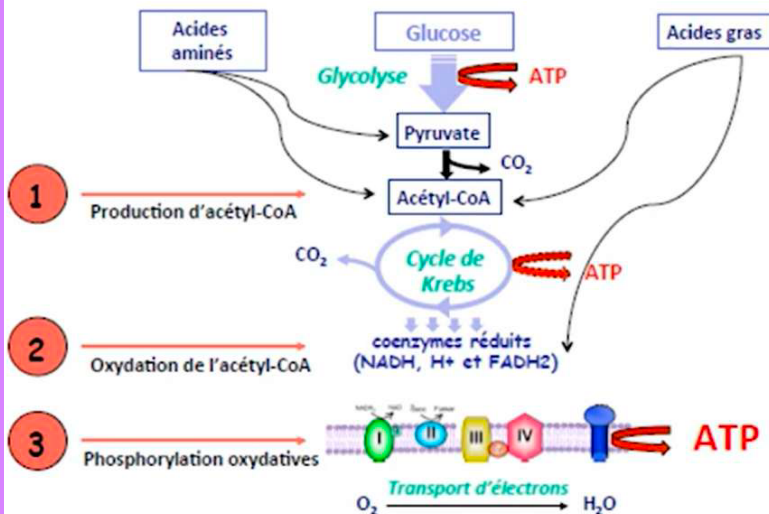 Acides
aminés
Glucose
Acides gras
Glycolyse
ATP
Pyruvate
CO₂
1
Production d'acétyl-CoA
Acétyl-CoA
CO₂
Cycle de
Krebs
ATP
2
Oxydation de l'acétyl-CoA
coenzymes réduits
(NADH, H+ et FADH2)
3
Phosphorylation oxydatives
I
II
III
IV
ATP
Transport d'électrons
O₂
H₂O